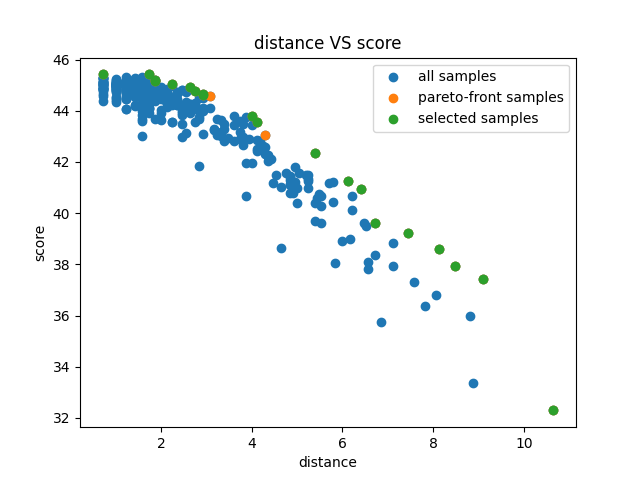 distance VS score
46
44
42
40
38
36
34
32
score
all samples
pareto-front samples
selected samples
2
4
6
8
10
distance